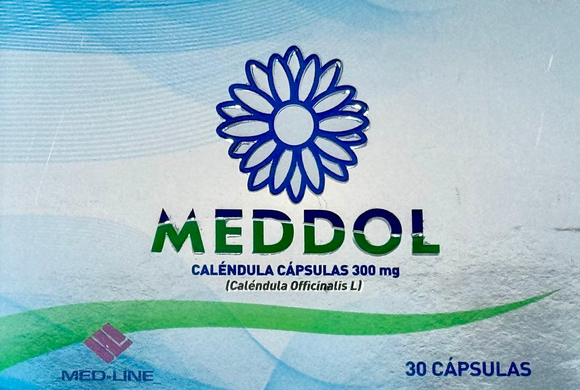 MEDDOL
CALÉNDULA CÁPSULAS 300 mg
(Caléndula Officinalis L)
MED-LINE
30 CÁPSULAS